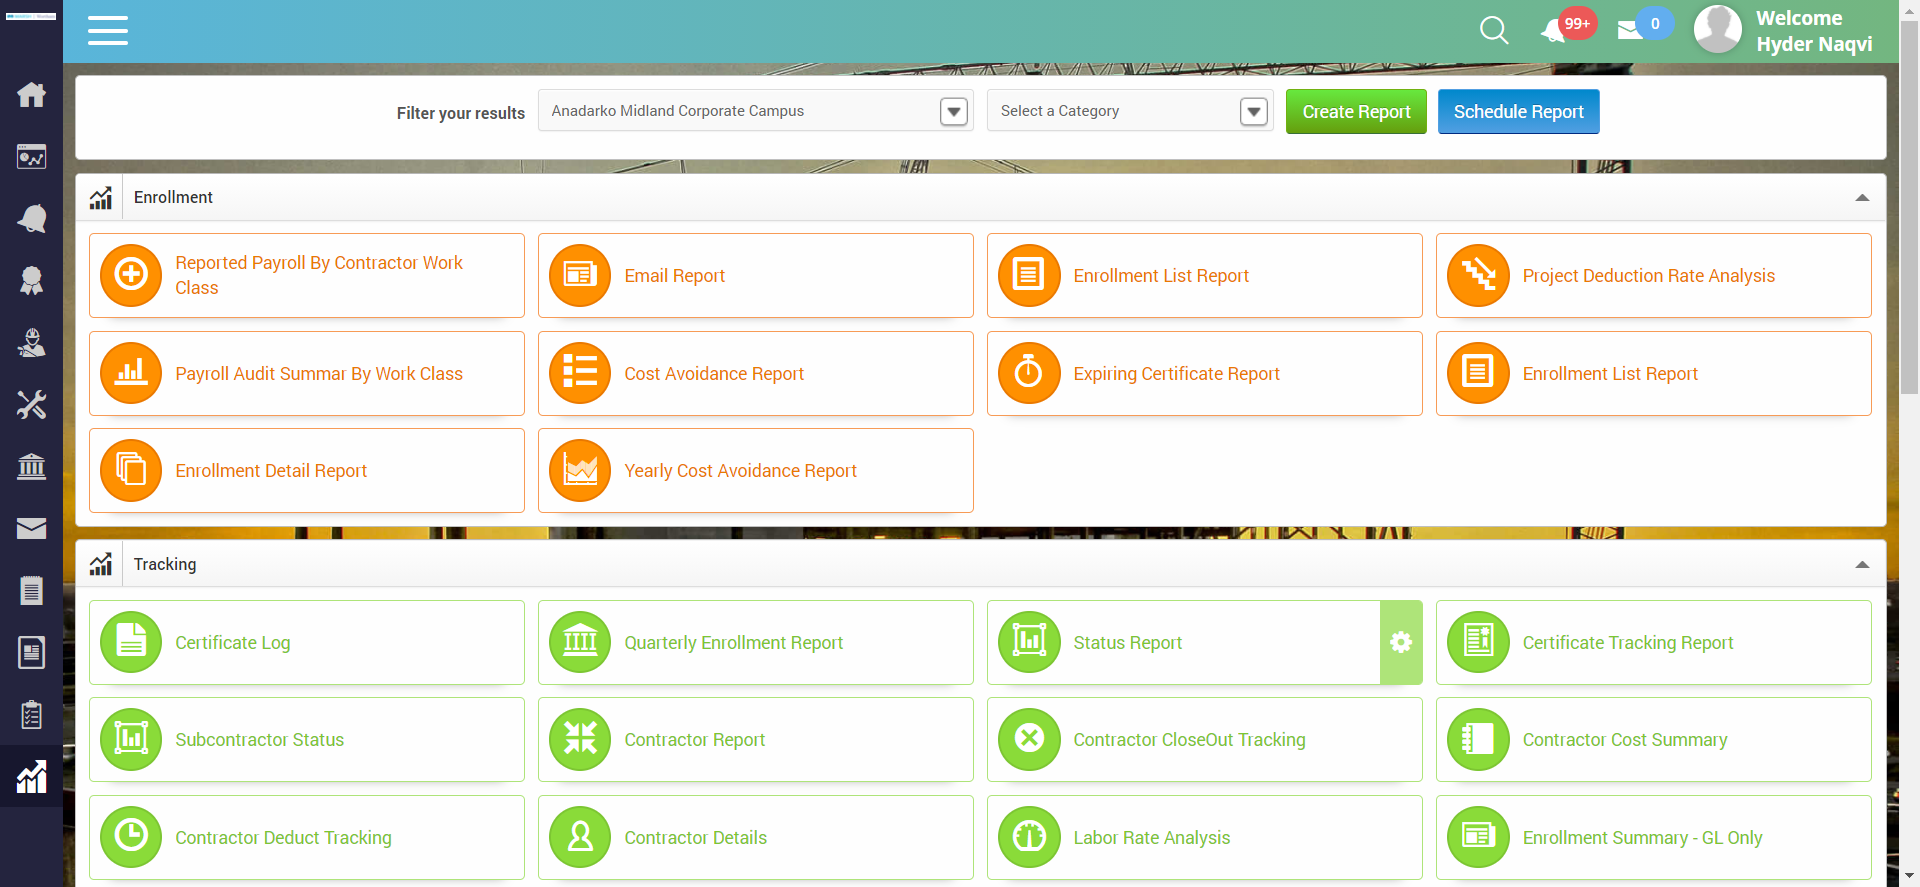 99+
0
Welcome
Hyder Naqvi
Filter your results
Anadarko Midland Corporate Campus
Select a Category
Create Report
Schedule Report
Enrollment
Reported Payroll By Contractor Work
Class
Email Report
Enrollment List Report
Project Deduction Rate Analysis
Payroll Audit Summar By Work Class
Cost Avoidance Report
Expiring Certificate Report
Enrollment List Report
Enrollment Detail Report
Yearly Cost Avoidance Report
Tracking
Certificate Log
Quarterly Enrollment Report
Status Report
Certificate Tracking Report
Subcontractor Status
Contractor Report
Contractor CloseOut Tracking
Contractor Cost Summary
Contractor Deduct Tracking
Contractor Details
Labor Rate Analysis
Enrollment Summary - GL Only